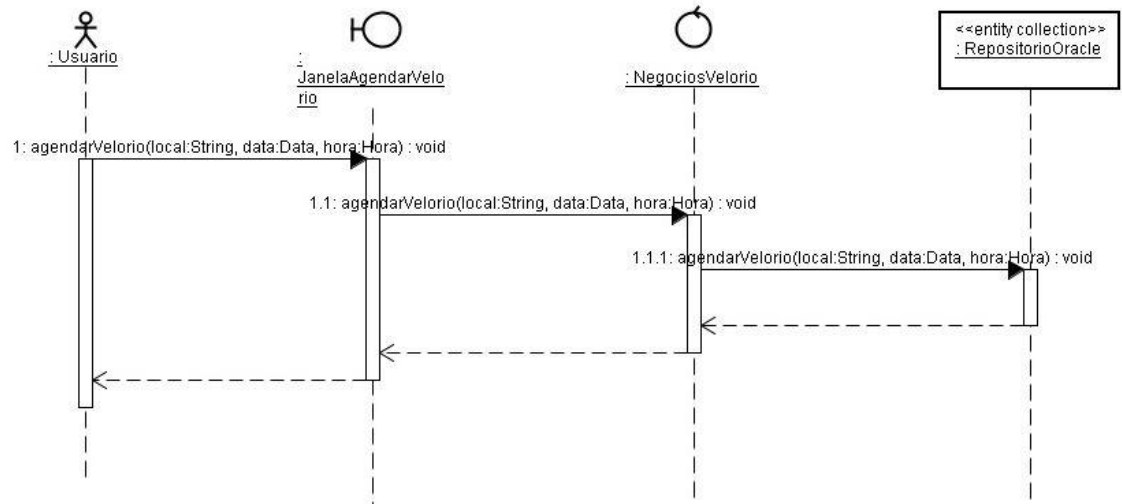 <<entity collection>>
: Usuario
:
JanelaAgendarVelo
rio
: NegociosVelorio
: RepositorioOracle
1: agendarVelorio(local:String, data:Data, hora:Hora) : void
1.1: agendarVelorio(local:String, data:Data, hora:Hora) : void
1.1.1: agendarVelorio(local:String, data:Data, hora:Hora) : void